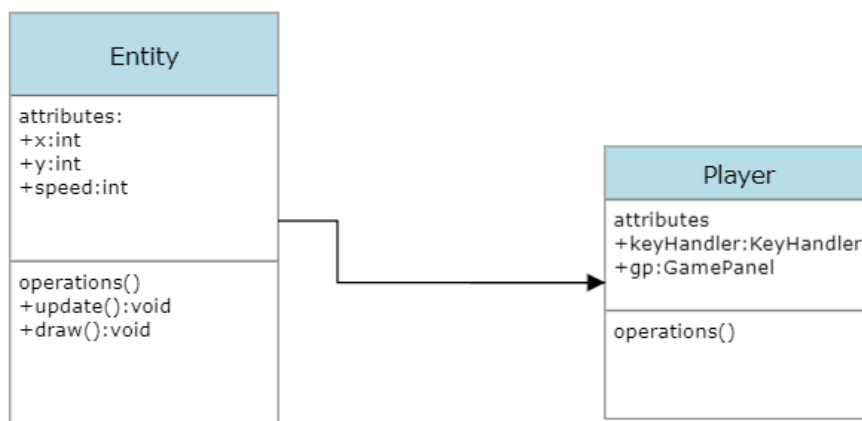 Entity
attributes:
+x:int
+y:int
+speed:int
operations()
+update():void
+draw():void
Player
attributes
+keyHandler:KeyHandler
+gp:GamePanel
operations()